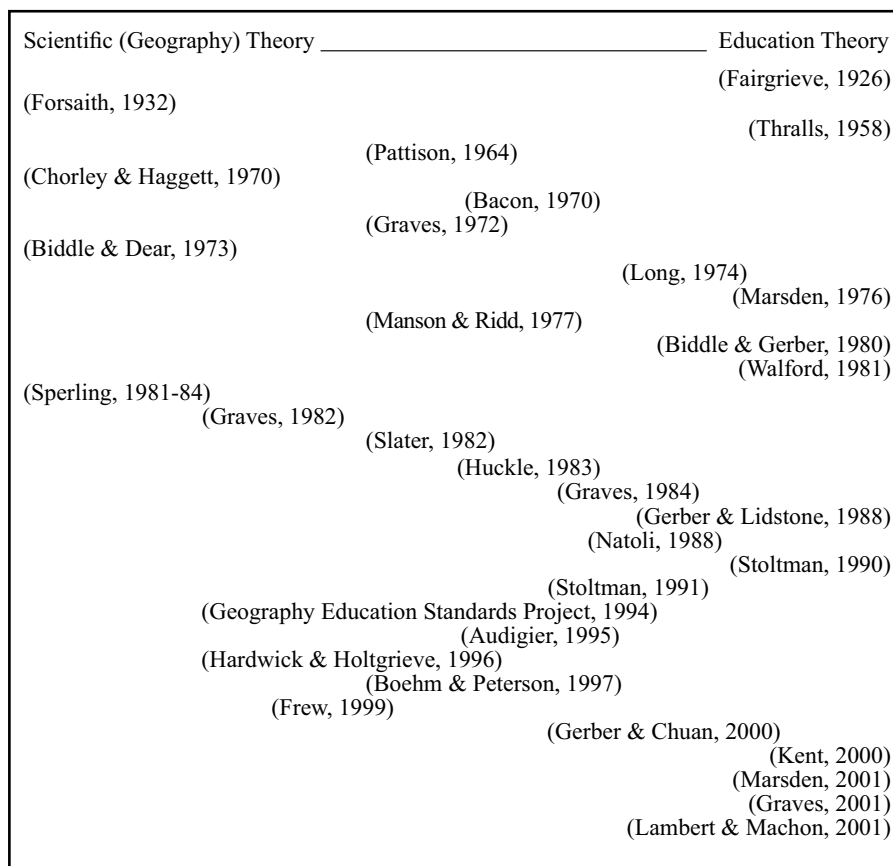 Scientific (Geography) Theory ________________________________ Education Theory
(Fairgrieve, 1926)
(Forsaith, 1932)
(Thralls, 1958)
(Pattison, 1964)
(Chorley & Haggett, 1970)
(Bacon, 1970)
(Graves, 1972)
(Biddle & Dear, 1973)
(Long, 1974)
(Marsden, 1976)
(Manson & Ridd, 1977)
(Biddle & Gerber, 1980)
(Walford, 1981)
(Sperling, 1981-84)
(Graves, 1982)
(Slater, 1982)
(Huckle, 1983)
(Graves, 1984)
(Gerber & Lidstone, 1988)
(Natoli, 1988)
(Stoltman, 1990)
(Stoltman, 1991)
(Geography Education Standards Project, 1994)
(Audigier, 1995)
(Hardwick & Holtgrieve, 1996)
(Boehm & Peterson, 1997)
(Frew, 1999)
(Gerber & Chuan, 2000)
(Kent, 2000)
(Marsden, 2001)
(Graves, 2001)
(Lambert & Machon, 2001)